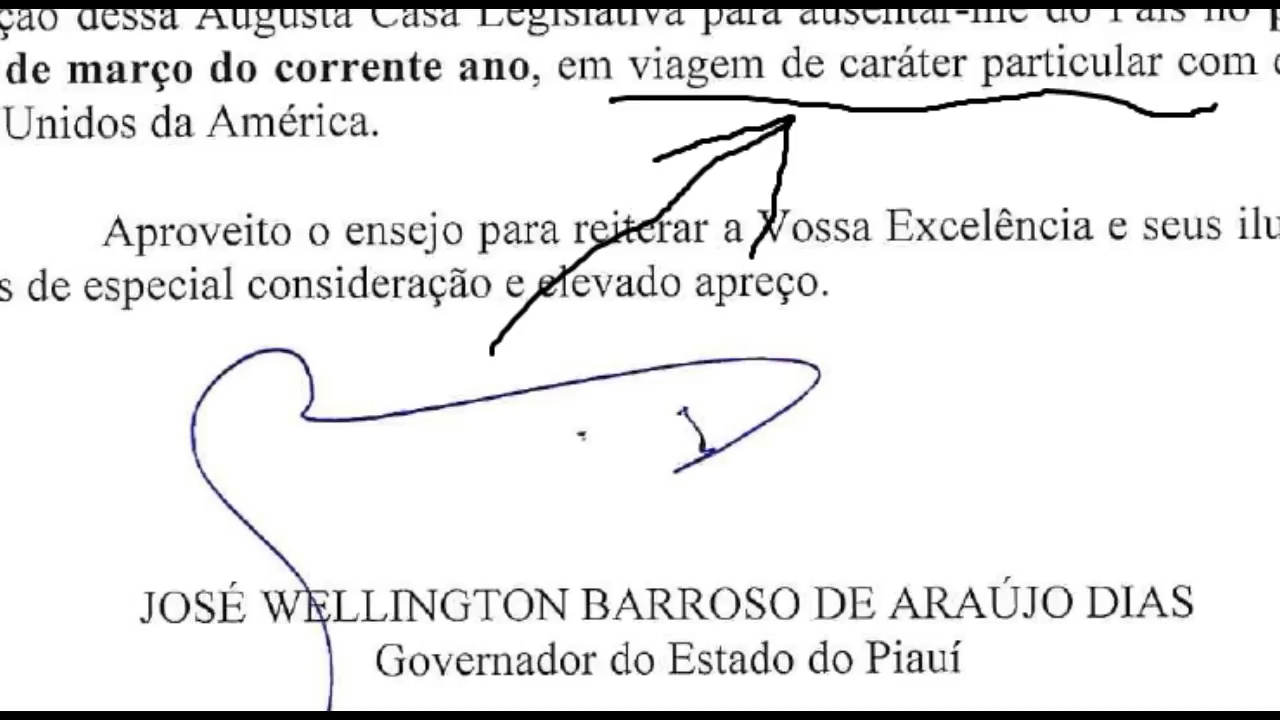 ção dessa Augusta Casa Legislativa para ausentar-me do País no p
de março do corrente ano, em viagem de caráter particular com
Unidos da América.
Aproveito o ensejo para reiterar a Vossa Excelência e seus ilu
s de especial consideração e elevado apreço.
JOSÉ WELLINGTON BARROSO DE ARAÚJO DIAS
Governador do Estado do Piauí